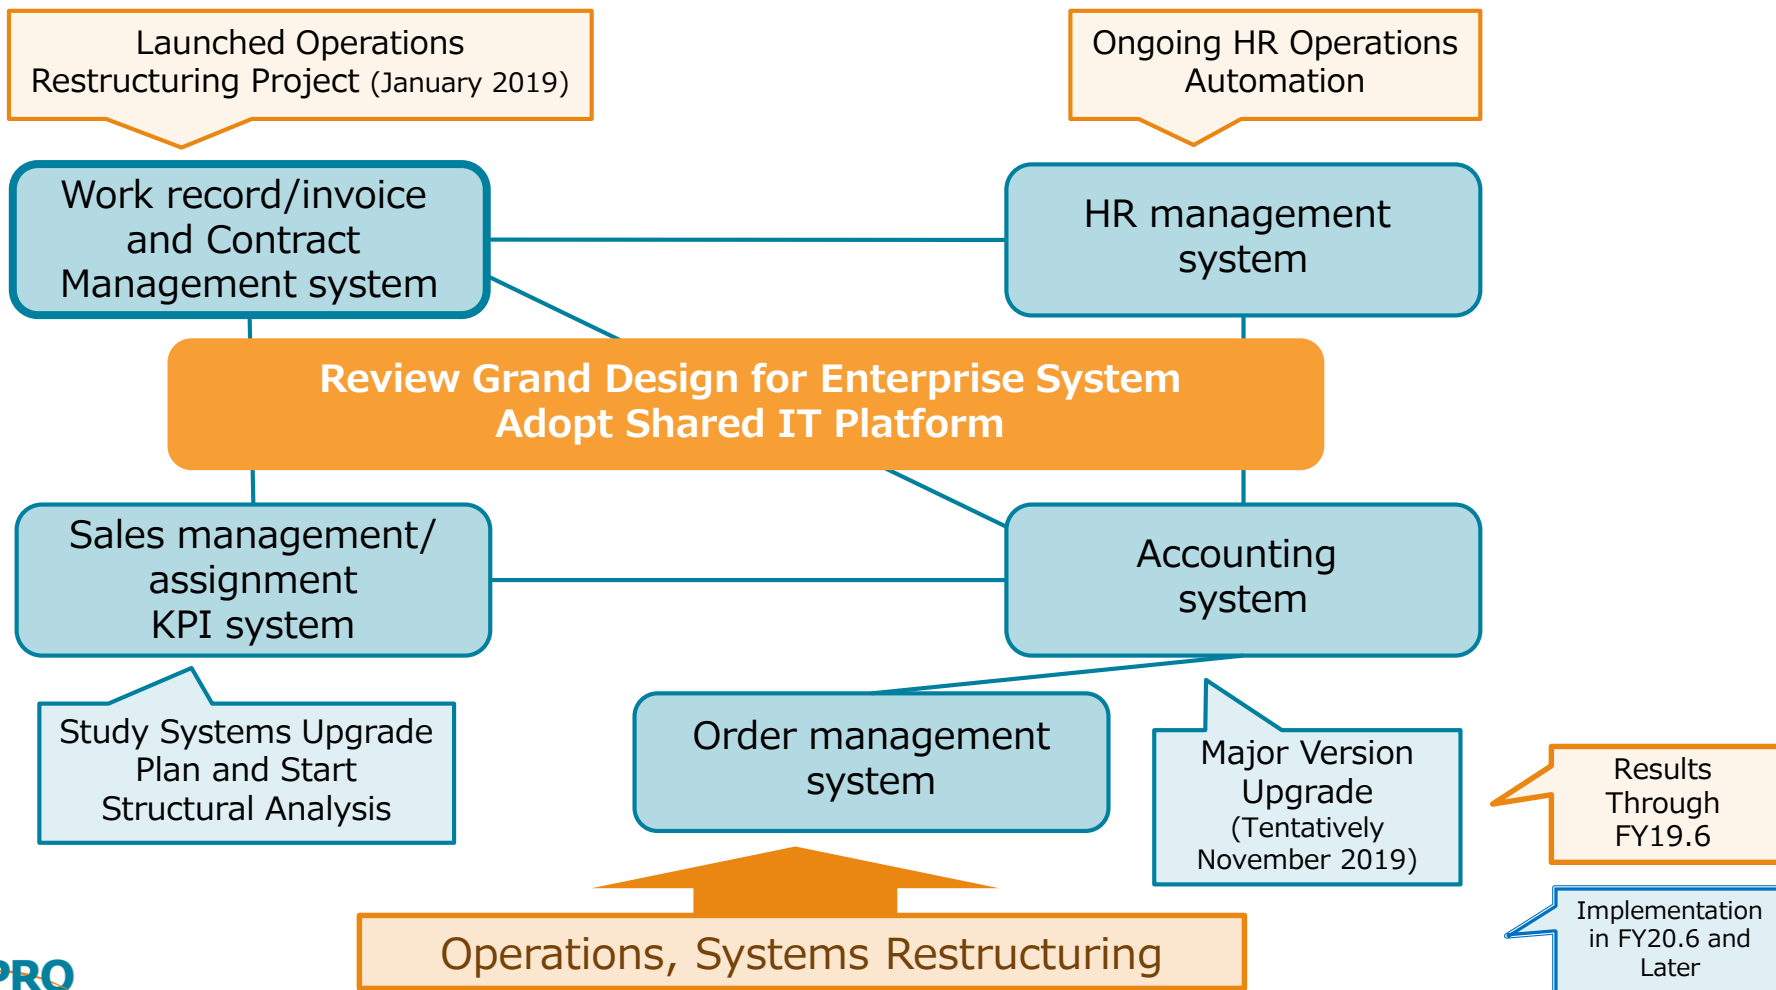 Launched Operations
Restructuring Project (January 2019)
Ongoing HR Operations
Automation
Work record/invoice
and Contract
Management system
HR management
system
Review Grand Design for Enterprise System
Adopt Shared IT Platform
Sales management/
assignment
KPI system
Accounting
system
Study Systems Upgrade
Plan and Start
Structural Analysis
Order management
system
Major Version
Upgrade
(Tentatively
November 2019)
Results
Through
FY19.6
Implementation
in FY20.6 and
Later
Operations, Systems Restructuring
PRO